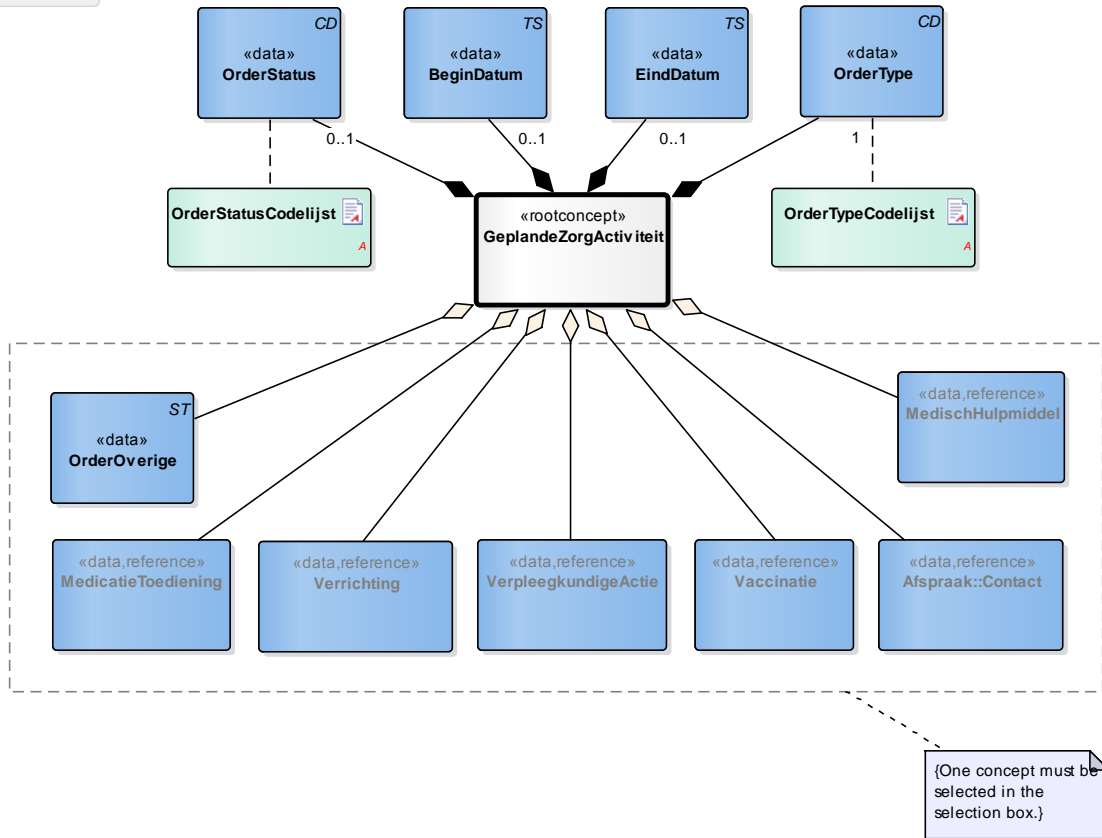 CD
«data»
OrderStatus
TS
«data»
BeginDatum
TS
«data»
EindDatum
CD
«data»
OrderType
0..1
0..1
0..1
1
OrderStatusCodelijst
A
«rootconcept»
GeplandeZorgActiviteit
OrderTypeCodelijst
A
«data,reference»
MedischHulpmiddel
ST
«data»
OrderOverige
«data,reference»
MedicatieToediening
«data,reference»
Verrichting
«data,reference»
VerpleegkundigeActie
«data,reference»
Vaccinatie
«data,reference»
Afspraak::Contact
{One concept must be
selected in the
selection box.}